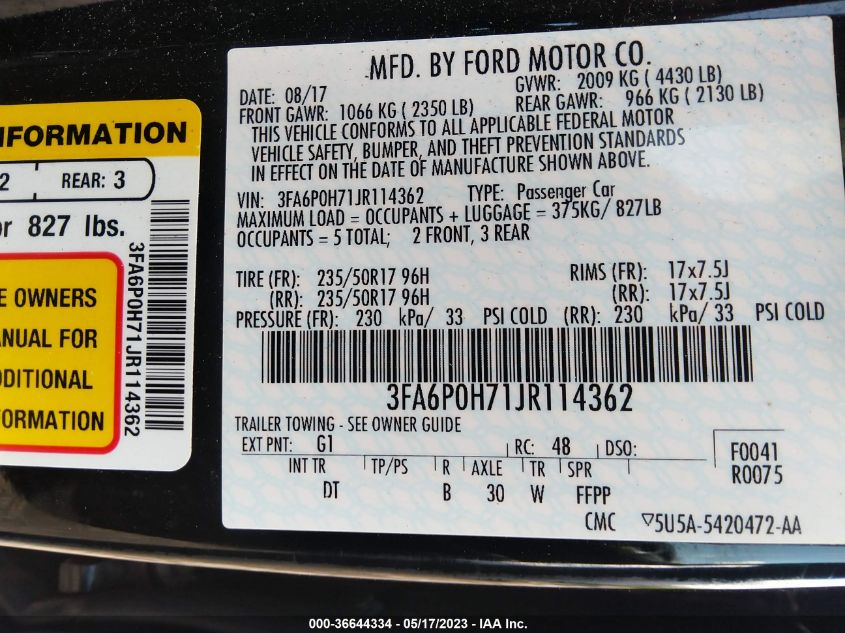 MFD. BY FORD MOTOR CO.
DATE: 08/17 GVWR: 2009 KG ( 4430 LB)
FRONT GAWR: 1066 KG ( 2350 LB) REAR GAWR: 966 KG ( 2130 LB)
THIS VEHICLE CONFORMS TO ALL APPLICABLE FEDERAL MOTOR
VEHICLE SAFETY, BUMPER, AND THEFT PREVENTION STANDARDS
IN EFFECT ON THE DATE OF MANUFACTURE SHOWN ABOVE.
VIN: 3FA6P0H71JR114362 TYPE: Passenger Car
MAXIMUM LOAD = OCCUPANTS + LUGGAGE = 375KG/ 827LB
OCCUPANTS = 5 TOTAL; 2 FRONT, 3 REAR
TIRE (FR): 235/50R17 96H RIMS (FR): 17x7.5J
(RR): 235/50R17 96H (RR): 17x7.5J
PRESSURE (FR): 230 kPa/ 33 PSI COLD (RR): 230 kPa/ 33 PSI COLD
3FA6P0H71JR114362
TRAILER TOWING - SEE OWNER GUIDE
EXT PNT: G1 RC: 48 DSO: F0041
R0075
INT TR TP/PS R AXLE TR SPR
DT B 30 W FFPP
CMC ▽5U5A-5420472-AA
NFORMATION
2 REAR: 3
or 827 lbs.
E OWNERS
ANUAL FOR
DDITIONAL
FORMATION
3FA6P0H71JR114362
000-36644334 - 05/17/2023 - IAA Inc.